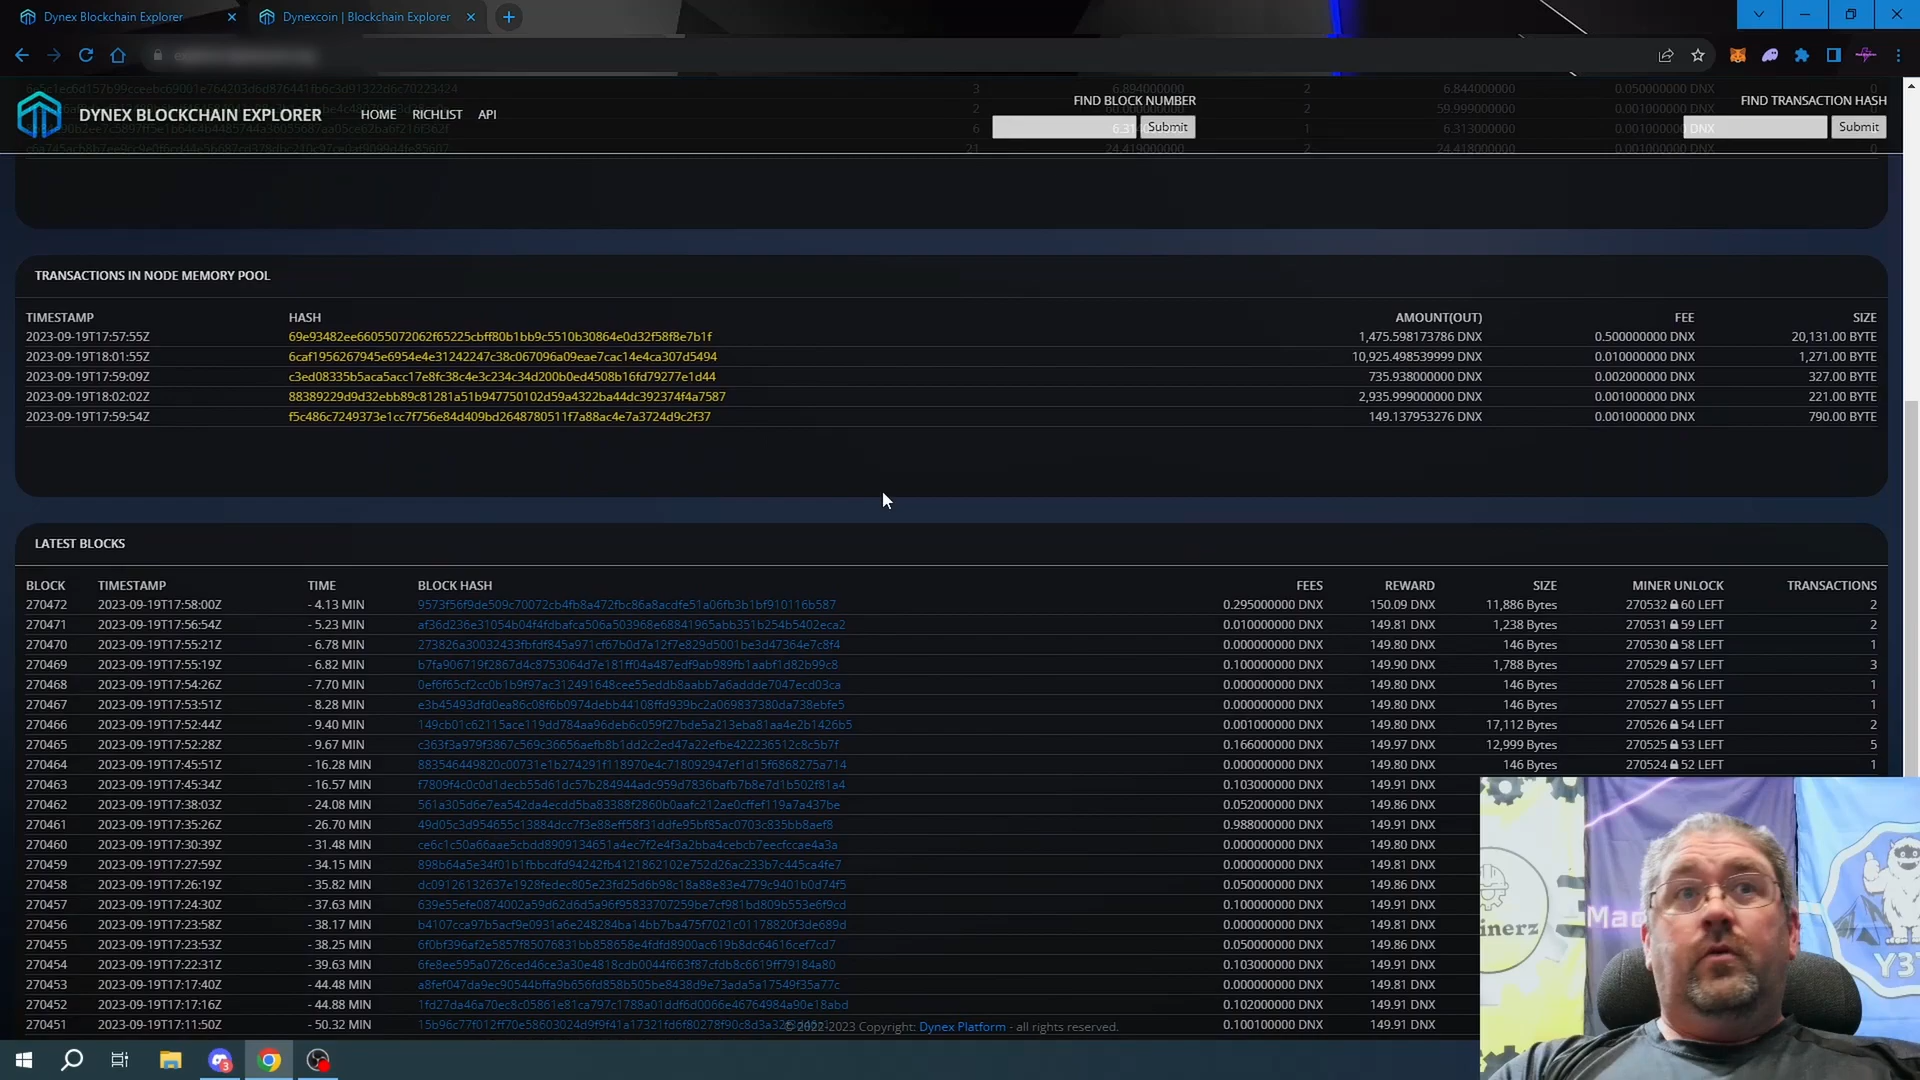 Dynex Blockchain Explorer
Dynexcoin | Blockchain Explorer
DYNEX BLOCKCHAIN EXPLORER HOME RICHLIST API
FIND BLOCK NUMBER
Submit
FIND TRANSACTION HASH
Submit
TRANSACTIONS IN NODE MEMORY POOL
TIMESTAMP HASH AMOUNT(OUT) FEE SIZE
2023-09-19T17:57:55Z 69e93482ee66055072062f65225cbff80b1bb9c5510b30864e0d32f58f8e7b1f 1,475.598173786 DNX 0.500000000 DNX 20,131.00 BYTE
2023-09-19T18:01:55Z 6caf1956267945e6954e4e31242247c38c067096a09eae7cac14e4ca307d5494 10,925.498539999 DNX 0.010000000 DNX 1,271.00 BYTE
2023-09-19T17:59:09Z c3ed08335b5aca5acc17e8fc38c4e3c234c34d200b0ed4508b16fd79277e1d44 735.938000000 DNX 0.002000000 DNX 327.00 BYTE
2023-09-19T18:02:02Z 88389229d9d32ebb89c81281a51b947750102d59a4322ba44dc392374f4a7587 2,935.999000000 DNX 0.001000000 DNX 221.00 BYTE
2023-09-19T17:59:54Z f5c486c7249373e1cc7f756e84d409bd2648780511f7a88ac4e7a3724d9c2f37 149.137953276 DNX 0.001000000 DNX 790.00 BYTE
LATEST BLOCKS
BLOCK TIMESTAMP TIME BLOCK HASH FEES REWARD SIZE MINER UNLOCK TRANSACTIONS
270472 2023-09-19T17:58:00Z - 4.13 MIN 9573f56f9de509c70072cb4fb8a472fbc86a8acdfe51a06fb3b1bf910116b587 0.295000000 DNX 150.09 DNX 11,886 Bytes 270532 60 LEFT 2
270471 2023-09-19T17:56:54Z - 5.23 MIN af36d236e31054b04f4fdbafca506a503968e68841965abb351b254b5402eca2 0.010000000 DNX 149.81 DNX 1,238 Bytes 270531 59 LEFT 2
270470 2023-09-19T17:55:21Z - 6.78 MIN 273826a30032433fbfdf845a971cf67b0d7a12f7e829d5001be3d47364e7c8f4 0.000000000 DNX 149.80 DNX 146 Bytes 270530 58 LEFT 1
270469 2023-09-19T17:55:19Z - 6.82 MIN b7fa906719f2867d4c8753064d7e181ff04a487edf9ab989fb1aabf1d82b99c8 0.100000000 DNX 149.90 DNX 1,788 Bytes 270529 57 LEFT 3
270468 2023-09-19T17:54:26Z - 7.70 MIN 0ef6f65cf2cc0b1b9f97ac312491648cee55eddb8aabb7a6addde7047ecd03ca 0.000000000 DNX 149.80 DNX 146 Bytes 270528 56 LEFT 1
270467 2023-09-19T17:53:51Z - 8.28 MIN e3b45493dfd0ea86c08f6b0974debb44108ffd939bc2a069837380da738ebfe5 0.000000000 DNX 149.80 DNX 146 Bytes 270527 55 LEFT 1
270466 2023-09-19T17:52:44Z - 9.40 MIN 149cb01c62115ace119dd784aa96deb6c059f27bde5a213eba81aa4e2b1426b5 0.001000000 DNX 149.80 DNX 17,112 Bytes 270526 54 LEFT 2
270465 2023-09-19T17:52:28Z - 9.67 MIN c363f3a979f3867c569c36656aefb8b1dd2c2ed47a22efbe422236512c8c5b7f 0.166000000 DNX 149.97 DNX 12,999 Bytes 270525 53 LEFT 5
270464 2023-09-19T17:45:51Z - 16.28 MIN 883546449820c00731e1b274291f118970e4c718092947ef1d15f6868275a714 0.000000000 DNX 149.80 DNX 146 Bytes 270524 52 LEFT 1
270463 2023-09-19T17:45:34Z - 16.57 MIN f7809f4c0c0d1decb55d61dc57b284944adc959d7836bafb7b8e7d1b502f81a4 0.103000000 DNX 149.91 DNX
270462 2023-09-19T17:38:03Z - 24.08 MIN 561a305d6e7ea542da4ecdd5ba83388f2860b0aafc212ae0cffef119a7a437be 0.052000000 DNX 149.86 DNX
270461 2023-09-19T17:35:26Z - 26.70 MIN 49d05c3d954655c13884dcc7f3e88eff58f31ddfe95bf85ac0703c835bb8aef8 0.988000000 DNX 149.91 DNX
270460 2023-09-19T17:30:39Z - 31.48 MIN ce6c1c50a66aae5cbdd8909134651a4ec7f2e4f3a2bba4cebcb7eecfccae4a3a 0.000000000 DNX 149.80 DNX
270459 2023-09-19T17:27:59Z - 34.15 MIN 898b64a5e34f01b1fbbcdfd94242fb4121862102e752d26ac233b7c445ca4fe7 0.000000000 DNX 149.81 DNX
270458 2023-09-19T17:26:19Z - 35.82 MIN dc09126132637e1928fedec805e23fd25d6b98c18a88e83e4779c9401b0d74f5 0.050000000 DNX 149.86 DNX
270457 2023-09-19T17:24:30Z - 37.63 MIN 639e55efe0874002a59d62d6d5a96f95833707259be7cf981bd809b553e6f9cd 0.100000000 DNX 149.91 DNX
270456 2023-09-19T17:23:58Z - 38.17 MIN b4107cca97b5acf9e0931a6e248284ba14bb7ba475f7021c01178820f3de689d 0.000000000 DNX 149.81 DNX
270455 2023-09-19T17:23:53Z - 38.25 MIN 6f0bf396af2e5857f85076831bb858658e4fdfd8900ac619b8dc64616cef7cd7 0.050000000 DNX 149.86 DNX
270454 2023-09-19T17:22:31Z - 39.63 MIN 6fe8ee595a0726ced46ce3a30e4818cdb0044f663f87cfdb8c6619ff79184a80 0.103000000 DNX 149.91 DNX
270453 2023-09-19T17:17:40Z - 44.48 MIN a8fef047da9ec90544bffa9b656fd858b505be8438d9e73ada5a17549f35a77c 0.000000000 DNX 149.81 DNX
270452 2023-09-19T17:17:16Z - 44.88 MIN 1fd27da46a70ec8c05861e81ca797c1788a01ddf6d0066e46764984a90e18abd 0.102000000 DNX 149.91 DNX
270451 2023-09-19T17:11:50Z - 50.32 MIN 0.100100000 DNX 149.91 DNX
© 2022-2023 Copyright: Dynex Platform - all rights reserved.
inerz
Mad
Y3T